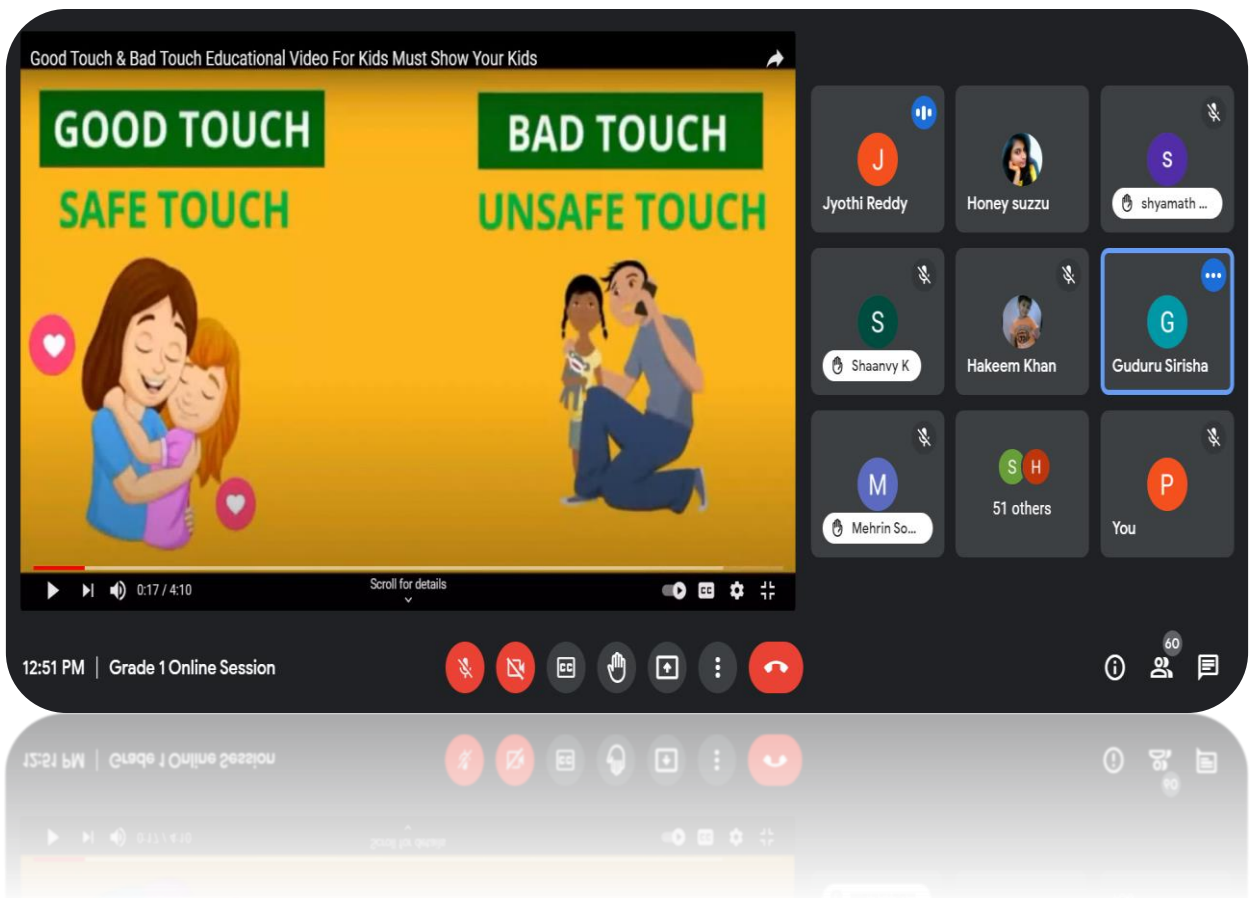 Good Touch & Bad Touch Educational Video For Kids Must Show Your Kids
GOOD TOUCH
BAD TOUCH
SAFE TOUCH
UNSAFE TOUCH
0:17 / 4:10
Scroll for details
CC
J
Jyothi Reddy
Honey suzzu
S
shyamath ...
S
Shaanvy K
Hakeem Khan
G
Guduru Sirisha
M
Mehrin So...
S H
51 others
P
You
12:51 PM | Grade 1 Online Session
CC
60